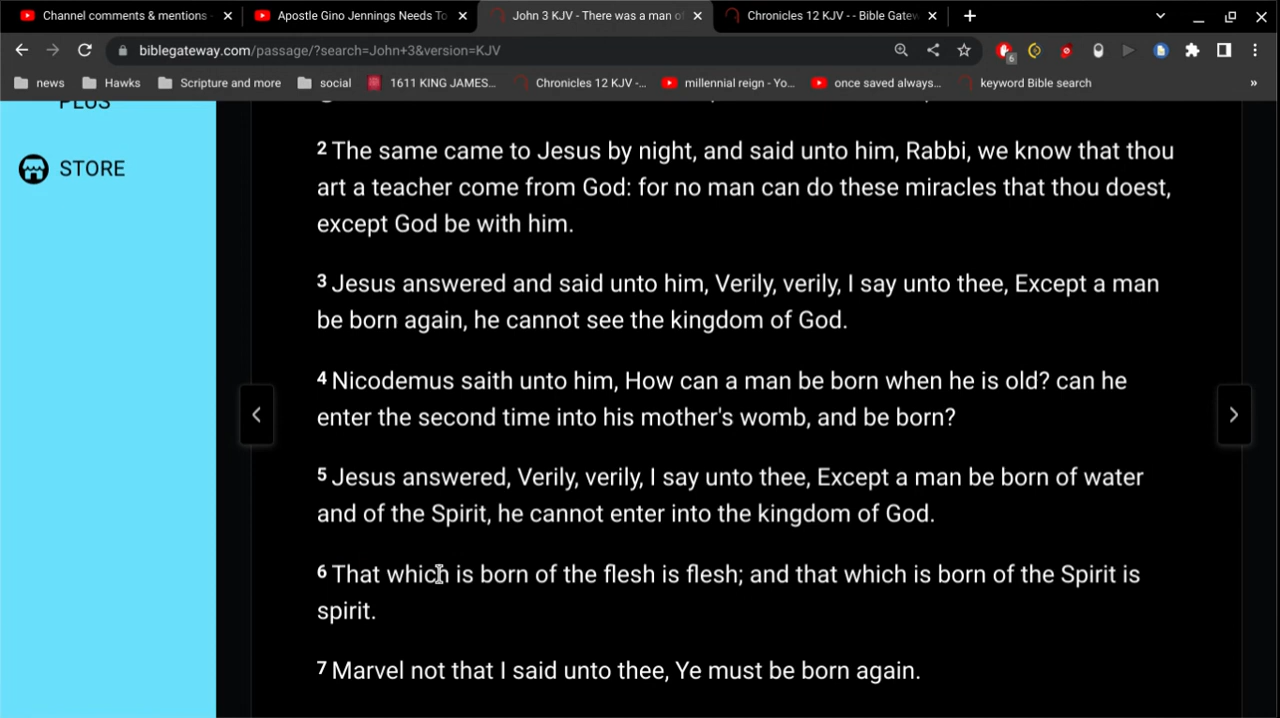 Channel comments & mentions -
Apostle Gino Jennings Needs To
John 3 KJV - There was a man of
Chronicles 12 KJV - - Bible Gatew
biblegateway.com/passage/?search=John+3&version=KJV
6
news
Hawks
Scripture and more
social
1611 KING JAMES...
Chronicles 12 KJV -...
millennial reign - Yo...
once saved always...
keyword Bible search
»
PLUS
STORE
2 The same came to Jesus by night, and said unto him, Rabbi, we know that thou
art a teacher come from God: for no man can do these miracles that thou doest,
except God be with him.
3 Jesus answered and said unto him, Verily, verily, I say unto thee, Except a man
be born again, he cannot see the kingdom of God.
4 Nicodemus saith unto him, How can a man be born when he is old? can he
enter the second time into his mother's womb, and be born?
5 Jesus answered, Verily, verily, I say unto thee, Except a man be born of water
and of the Spirit, he cannot enter into the kingdom of God.
6 That which is born of the flesh is flesh; and that which is born of the Spirit is
spirit.
7 Marvel not that I said unto thee, Ye must be born again.